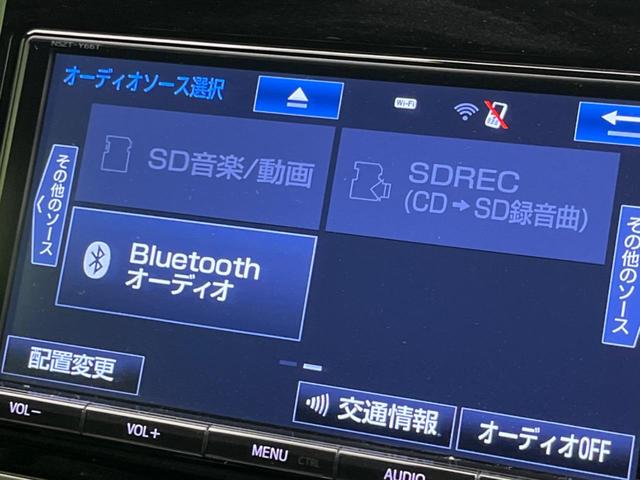 NSZT-Y66T
オーディオソース選択
Wi-Fi
SD音楽/動画
SDREC
(CD➡SD録音曲)
その他のソース
その他のソース
Bluetooth
オーディオ
配置変更
交通情報
オーディオOFF
VOL−
VOL+
MENU
CTRL
AUDIO